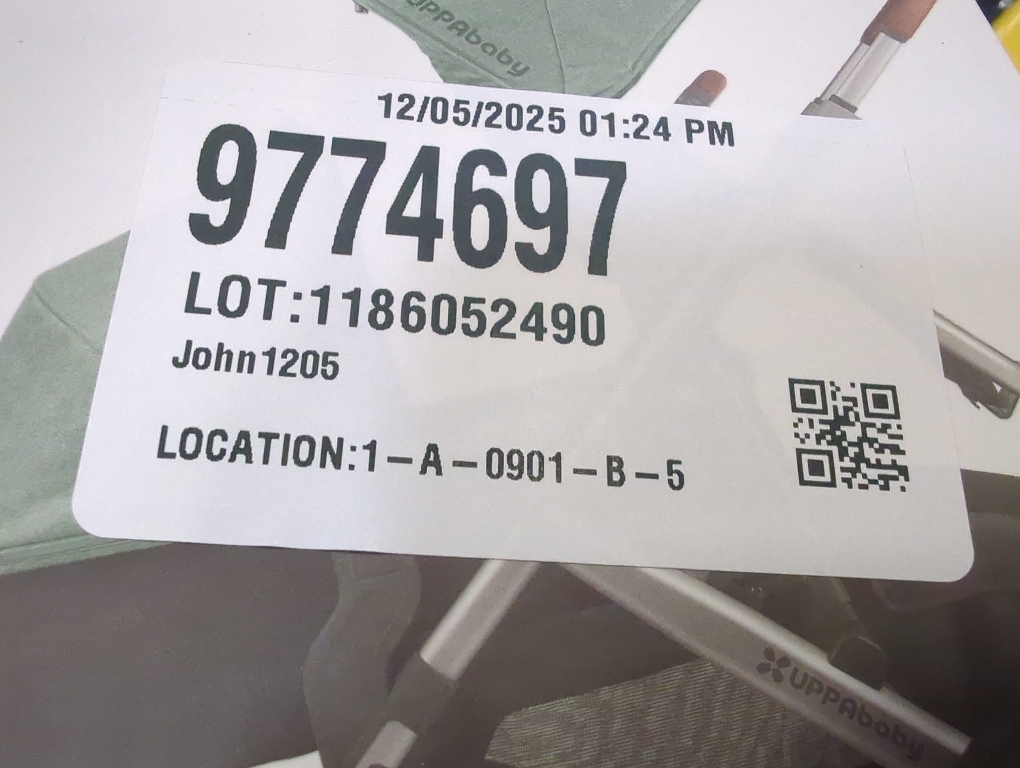 UPPAbaby
12/05/2025 01:24 PM
9774697
LOT:1186052490
John1205
LOCATION:1-A-0901-B-5
UPPAbaby